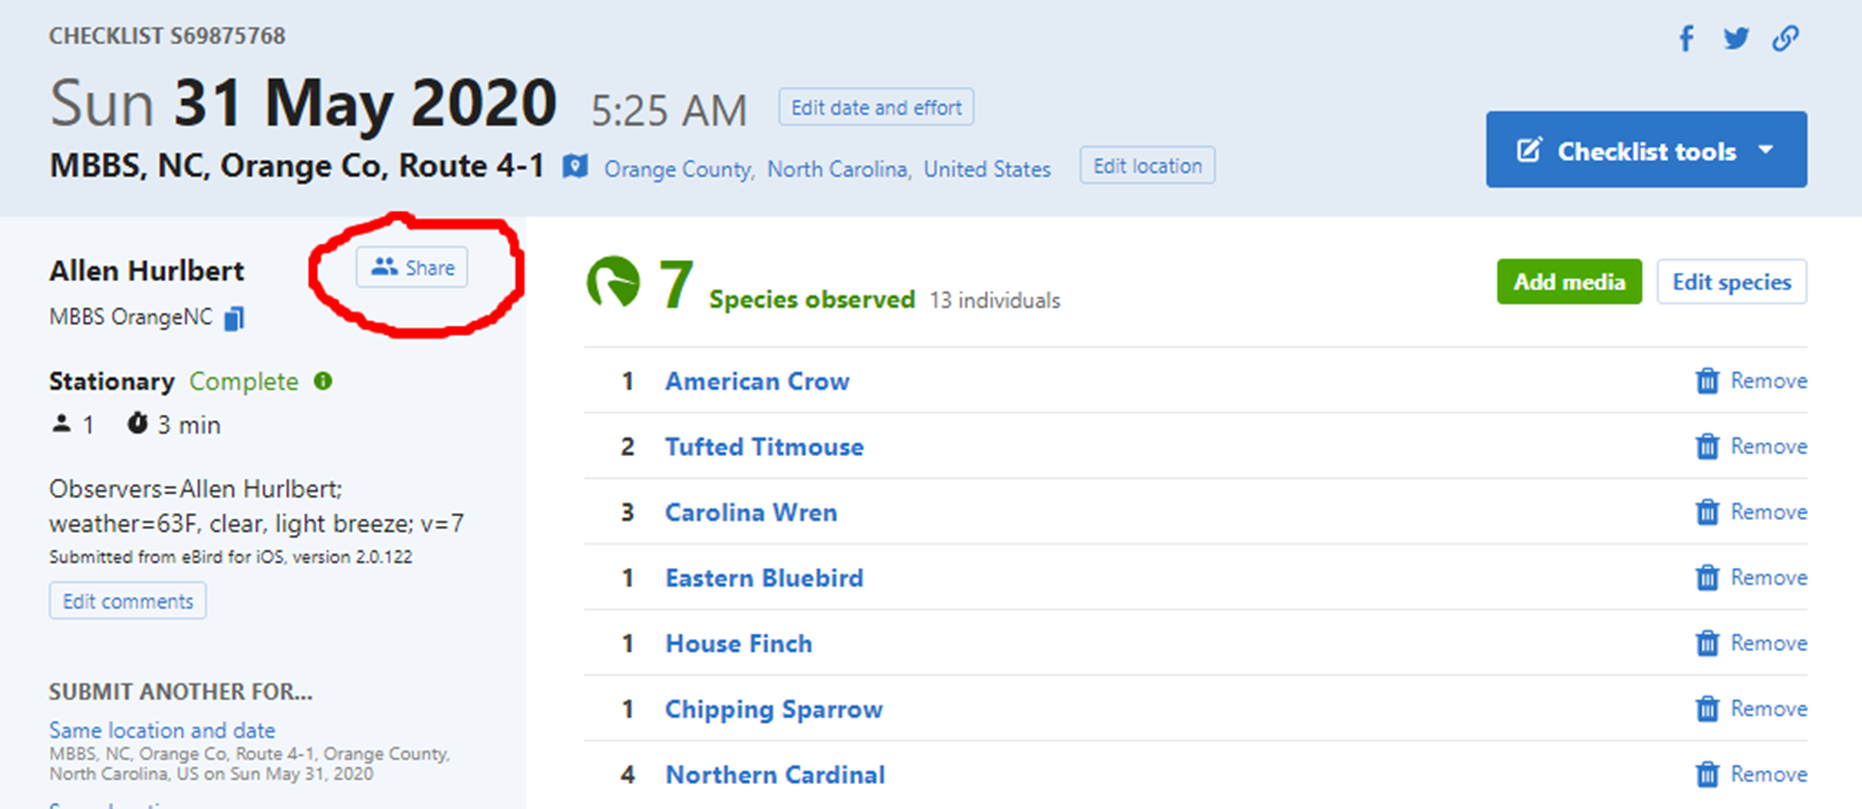 CHECKLIST S69875768
Sun 31 May 2020 5:25 AM Edit date and effort
MBBS, NC, Orange Co, Route 4-1 Orange County, North Carolina, United States Edit location
Checklist tools
Allen Hurlbert Share
MBBS OrangeNC
Stationary Complete
1 3 min
Observers=Allen Hurlbert;
weather=63F, clear, light breeze; v=7
Submitted from eBird for iOS, version 2.0.122
Edit comments
SUBMIT ANOTHER FOR...
Same location and date
MBBS, NC, Orange Co, Route 4-1, Orange County,
North Carolina, US on Sun May 31, 2020
7 Species observed 13 individuals
Add media Edit species
1 American Crow Remove
2 Tufted Titmouse Remove
3 Carolina Wren Remove
1 Eastern Bluebird Remove
1 House Finch Remove
1 Chipping Sparrow Remove
4 Northern Cardinal Remove